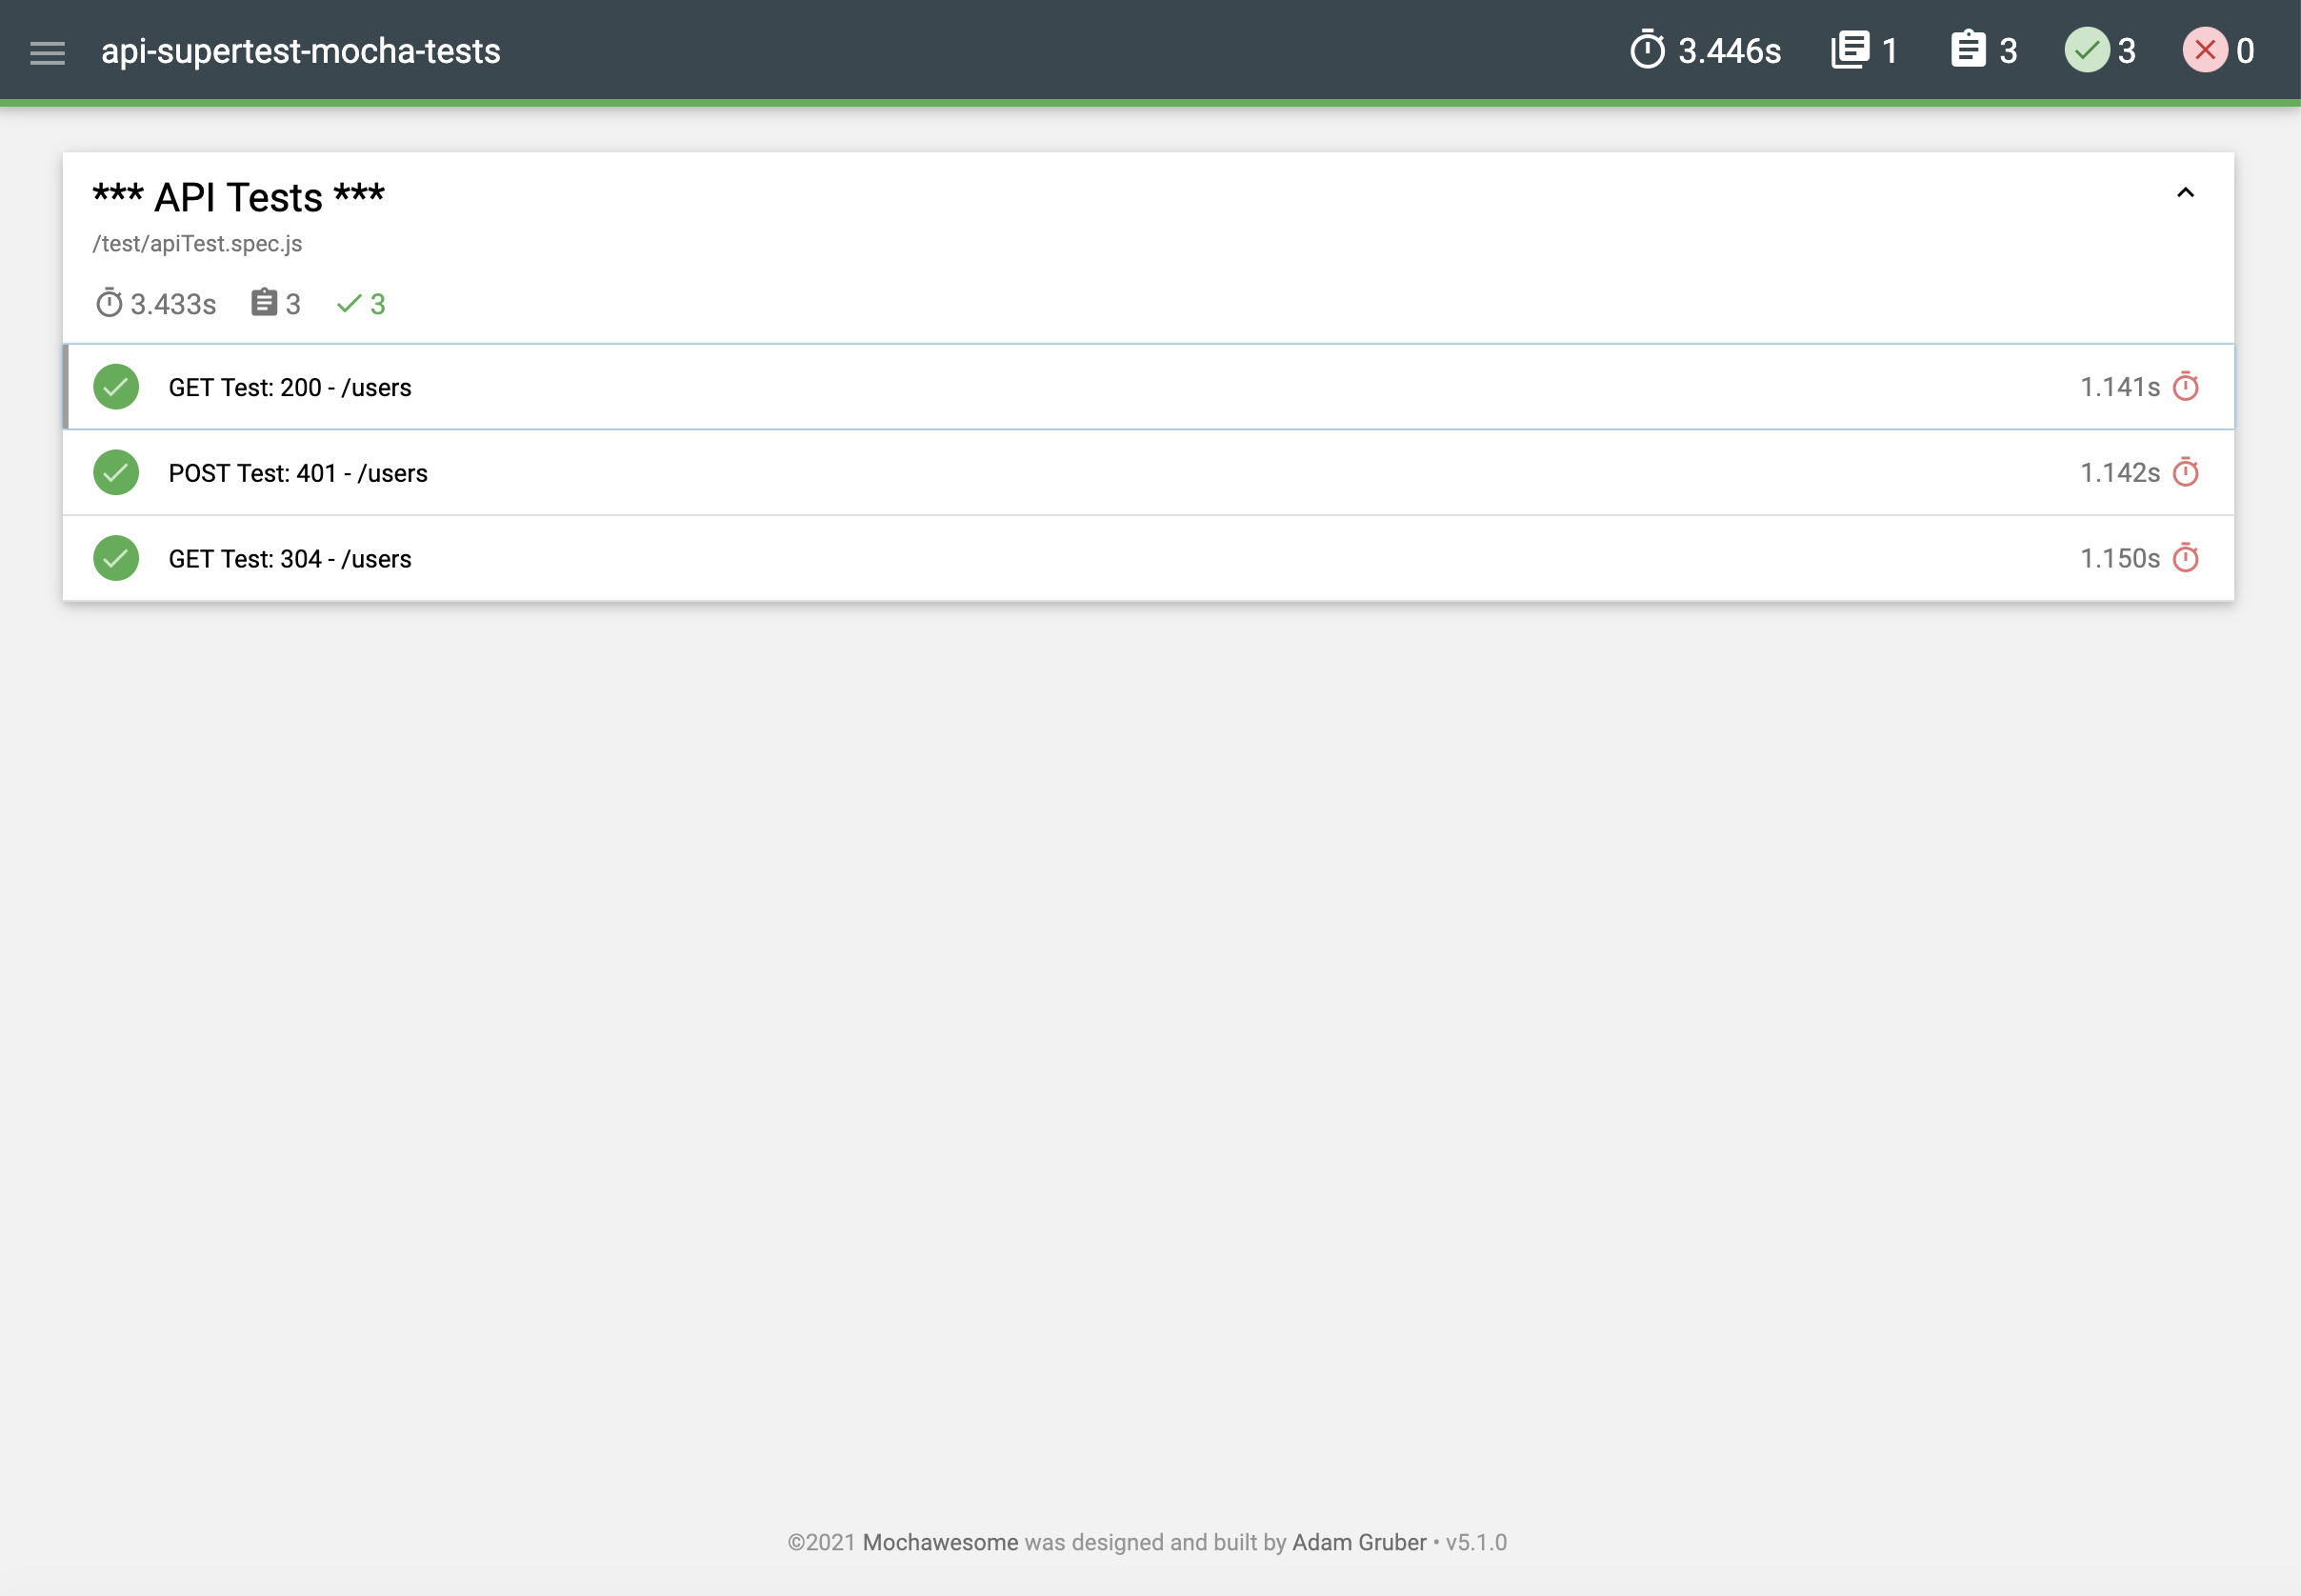 api-supertest-mocha-tests 3.446s 1 3 3 0
*** API Tests ***
/test/apiTest.spec.js
3.433s 3 3
GET Test: 200 - /users 1.141s
POST Test: 401 - /users 1.142s
GET Test: 304 - /users 1.150s
©2021 Mochawesome was designed and built by Adam Gruber • v5.1.0